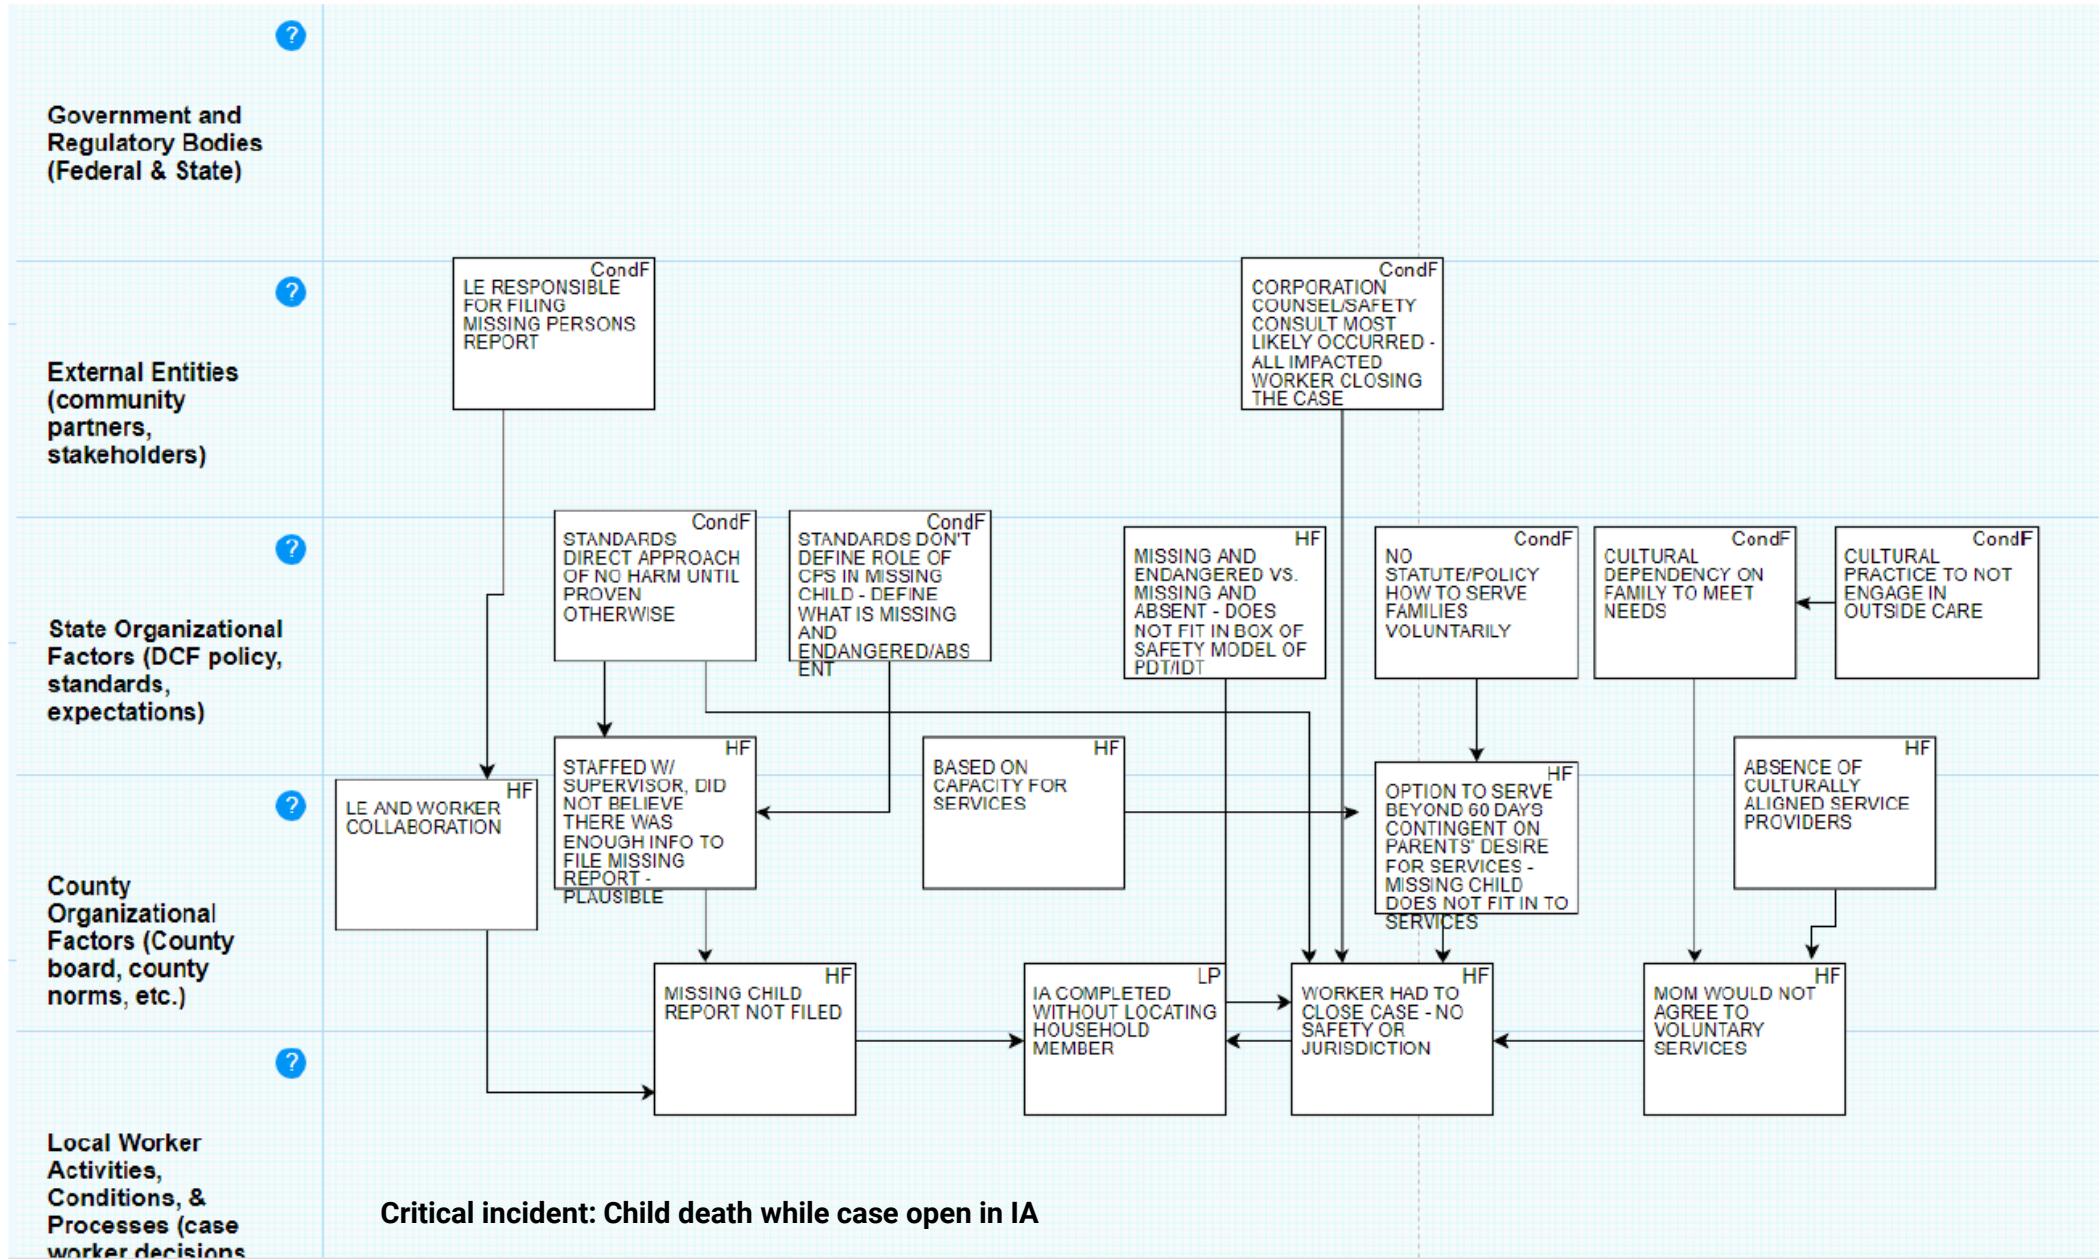 ?
Government and
Regulatory Bodies
(Federal & State)
?
External Entities
(community
partners,
stakeholders)
CondF
LE RESPONSIBLE
FOR FILING
MISSING PERSONS
REPORT
CondF
CORPORATION
COUNSEL/SAFETY
CONSULT MOST
LIKELY OCCURRED -
ALL IMPACTED
WORKER CLOSING
THE CASE
?
State Organizational
Factors (DCF policy,
standards,
expectations)
CondF
STANDARDS
DIRECT APPROACH
OF NO HARM UNTIL
PROVEN
OTHERWISE
CondF
STANDARDS DON'T
DEFINE ROLE OF
CPS IN MISSING
CHILD - DEFINE
WHAT IS MISSING
AND
ENDANGERED/ABS
ENT
HF
MISSING AND
ENDANGERED VS.
MISSING AND
ABSENT - DOES
NOT FIT IN BOX OF
SAFETY MODEL OF
PDT/IDT
CondF
NO
STATUTE/POLICY
HOW TO SERVE
FAMILIES
VOLUNTARILY
CondF
CULTURAL
DEPENDENCY ON
FAMILY TO MEET
NEEDS
CondF
CULTURAL
PRACTICE TO NOT
ENGAGE IN
OUTSIDE CARE
?
County
Organizational
Factors (County
board, county
norms, etc.)
HF
LE AND WORKER
COLLABORATION
HF
STAFFED W/
SUPERVISOR, DID
NOT BELIEVE
THERE WAS
ENOUGH INFO TO
FILE MISSING
REPORT -
PLAUSIBLE
HF
BASED ON
CAPACITY FOR
SERVICES
HF
OPTION TO SERVE
BEYOND 60 DAYS
CONTINGENT ON
PARENTS' DESIRE
FOR SERVICES -
MISSING CHILD
DOES NOT FIT IN TO
SERVICES
HF
ABSENCE OF
CULTURALLY
ALIGNED SERVICE
PROVIDERS
HF
MISSING CHILD
REPORT NOT FILED
LP
IA COMPLETED
WITHOUT LOCATING
HOUSEHOLD
MEMBER
HF
WORKER HAD TO
CLOSE CASE - NO
SAFETY OR
JURISDICTION
HF
MOM WOULD NOT
AGREE TO
VOLUNTARY
SERVICES
?
Local Worker
Activities,
Conditions, &
Processes (case
worker decisions
Critical incident: Child death while case open in IA